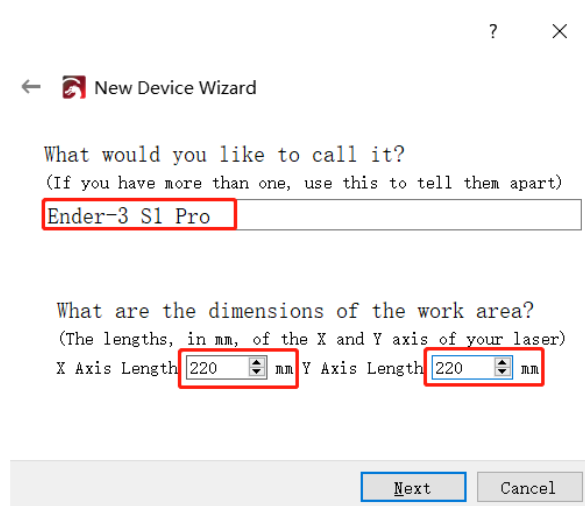 ?
New Device Wizard
What would you like to call it?
(If you have more than one, use this to tell them apart)
Ender-3 S1 Pro
What are the dimensions of the work area?
(The lengths, in mm, of the X and Y axis of your laser)
X Axis Length 220 mm Y Axis Length 220 mm
Next Cancel